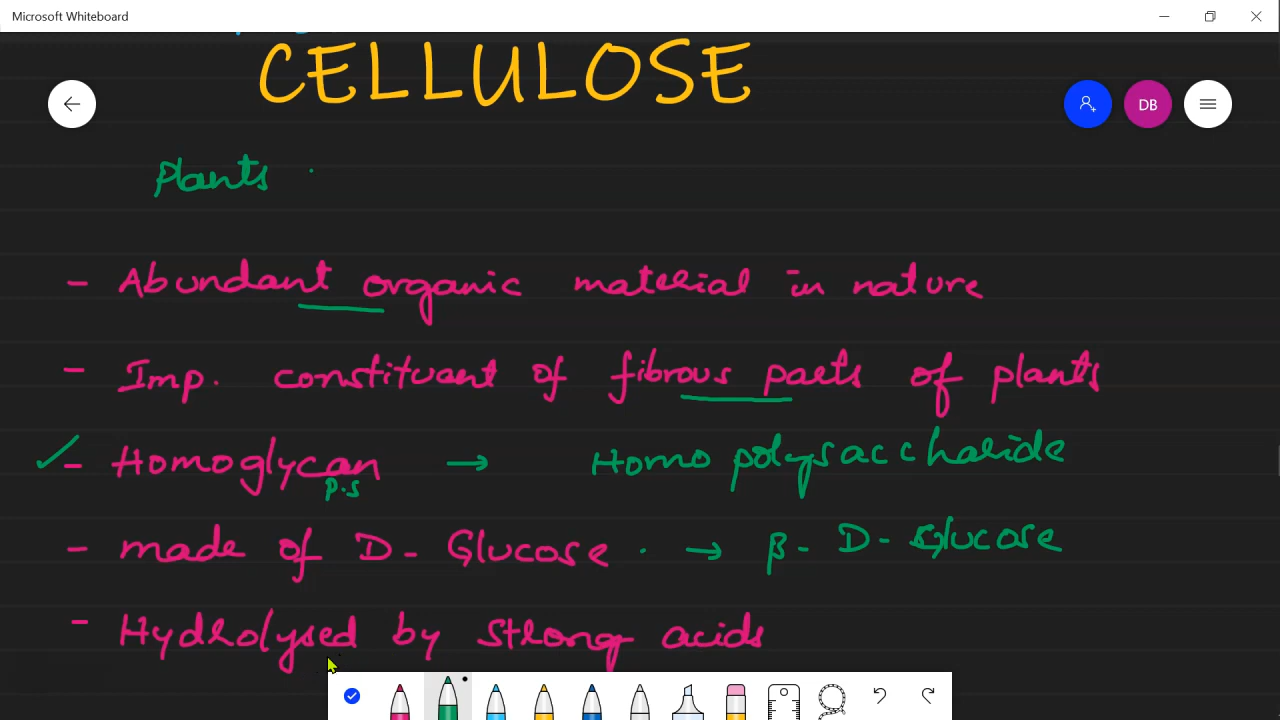 Microsoft Whiteboard
CELLULOSE
DB
Plants
- Abundant organic material in nature
- Imp. constituant of fibrous parts of plants
✓ - Homoglycan → Homo polysaccharide
p.s
- made of D- Glucose → β- D- Glucose
- Hydrolysed by strong acids